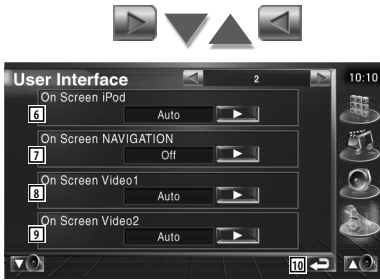 User Interface
2
10:10
On Screen iPod
6
Auto
On Screen NAVIGATION
7
Off
On Screen Video1
8
Auto
On Screen Video2
9
Auto
10